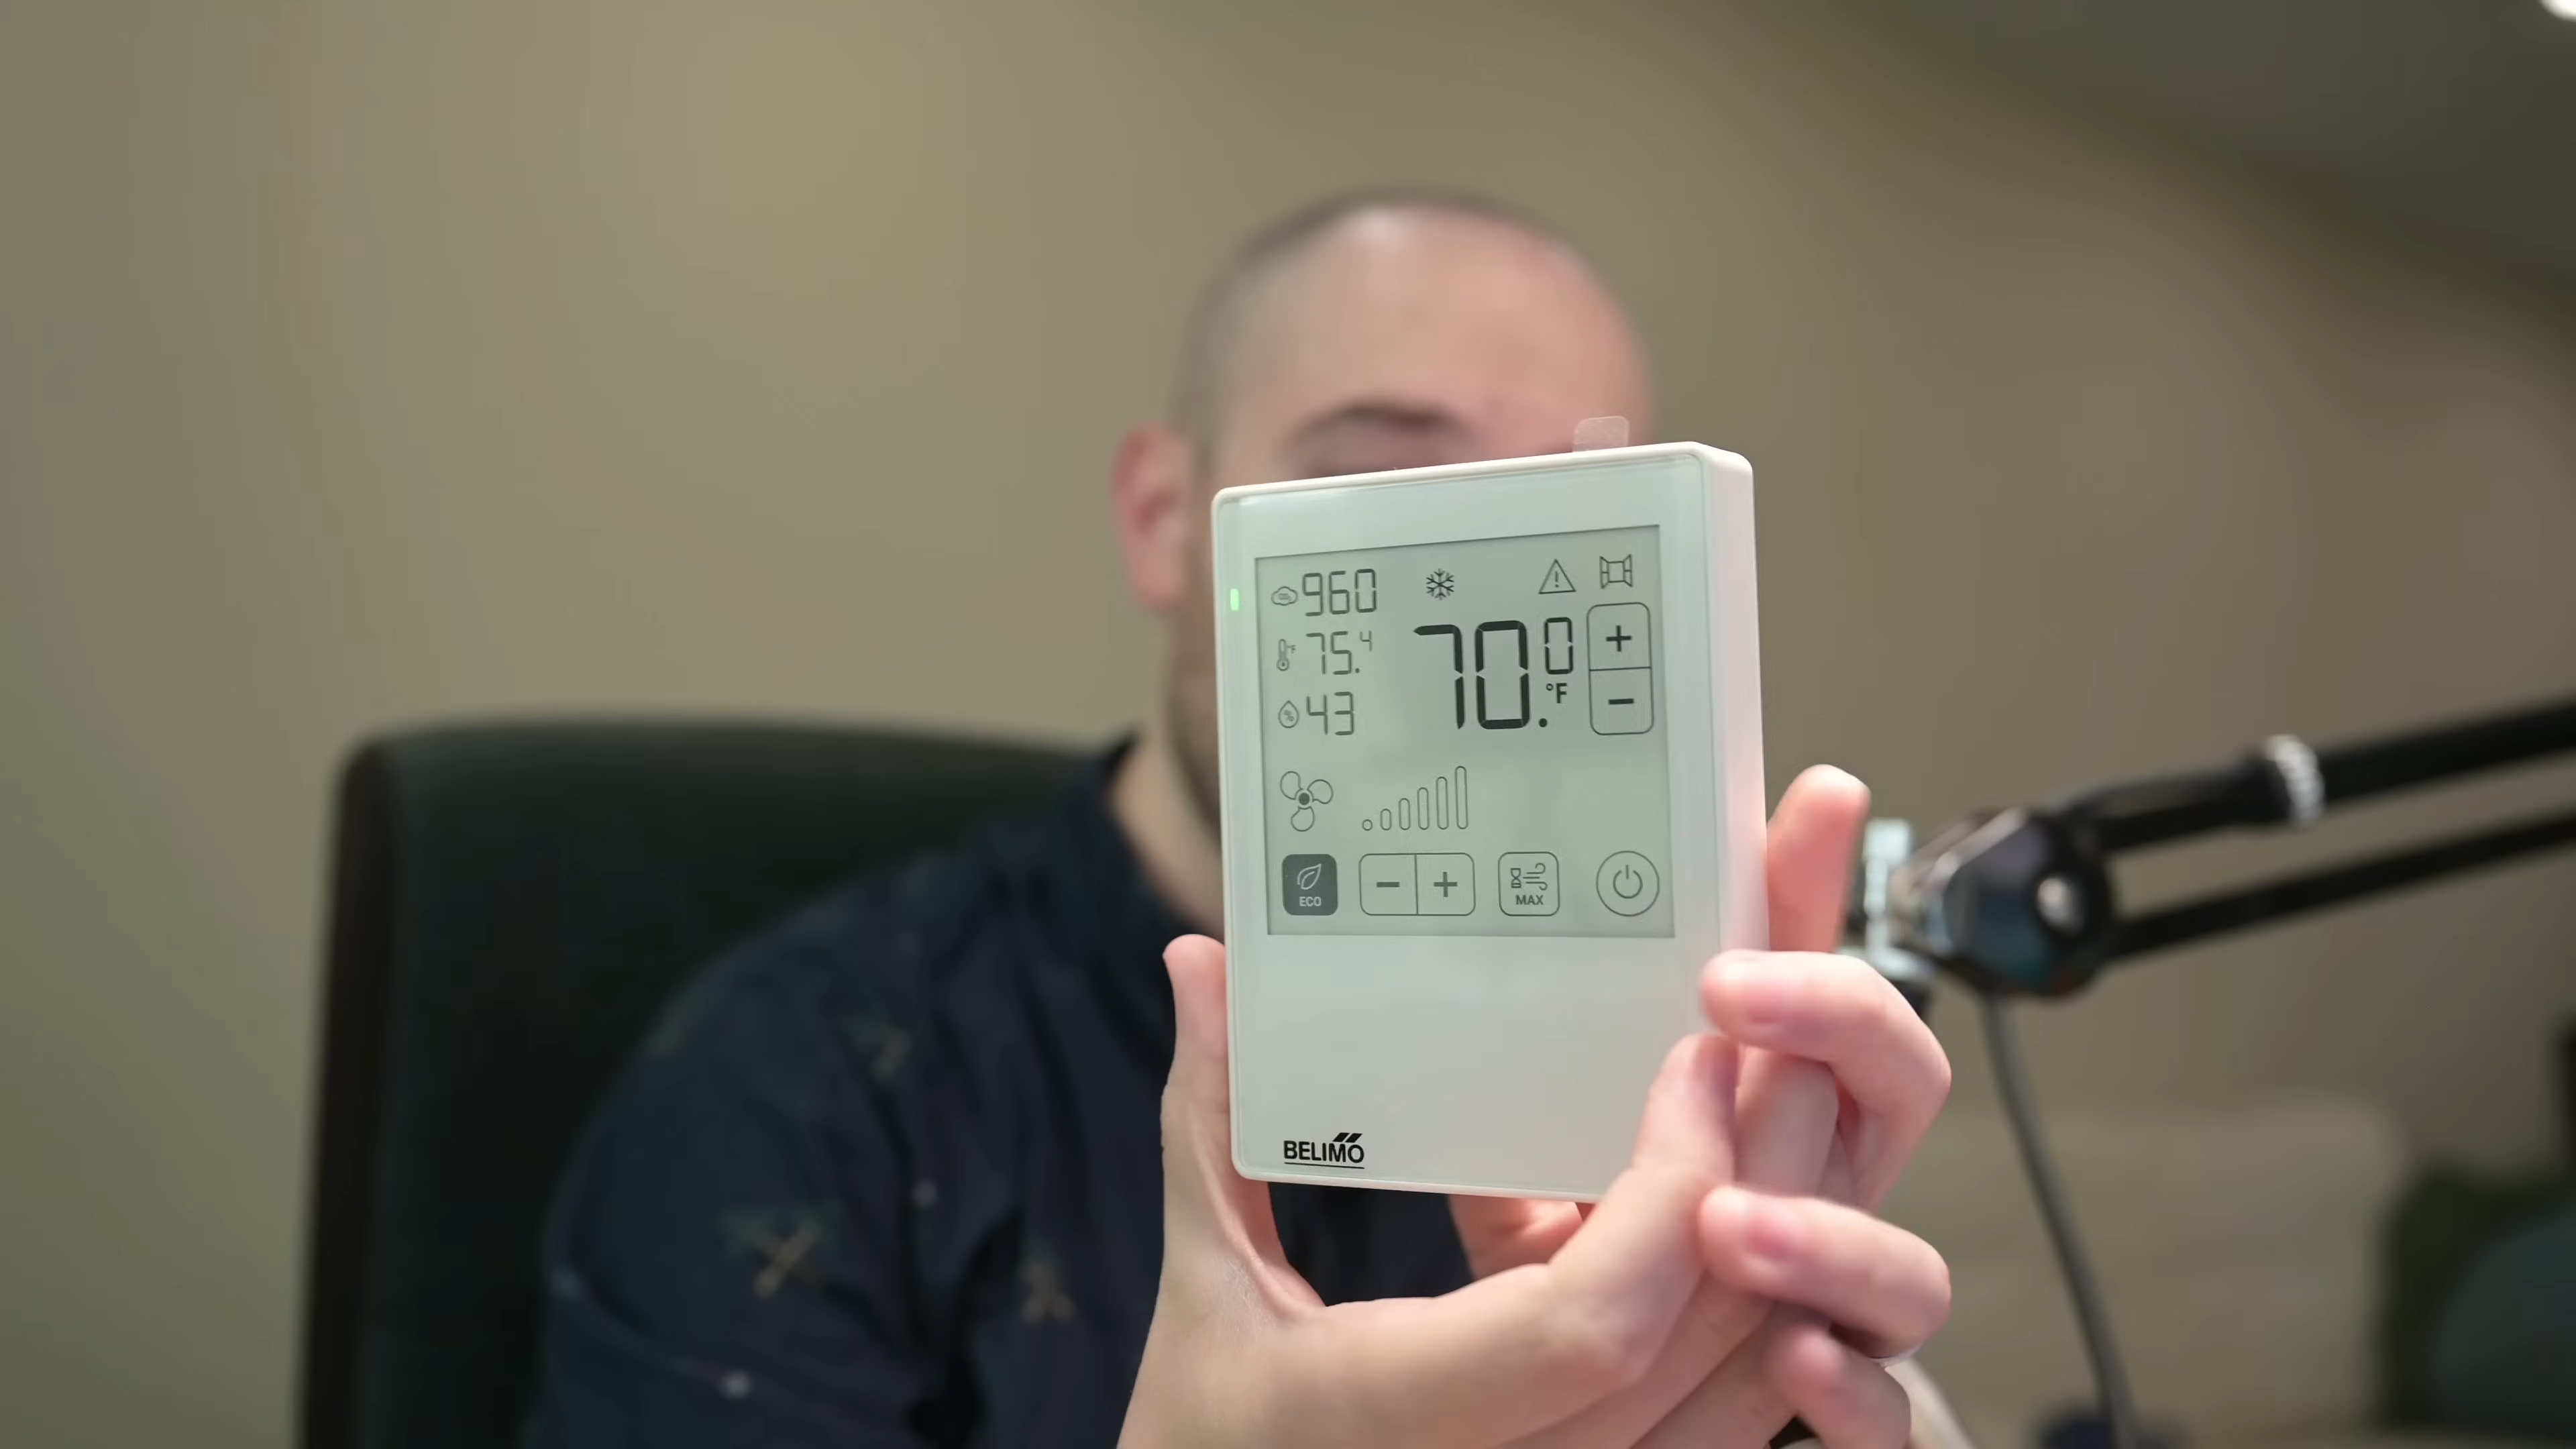 960
75.4 °F
70.0 °F
+
% 43
−
ECO
− +
MAX
BELIMO